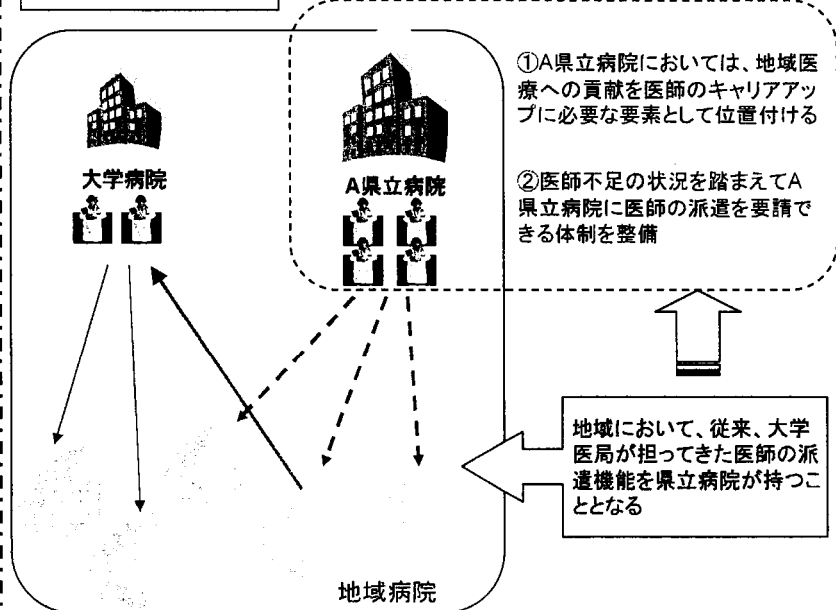 大学病院
A県立病院
①A県立病院においては、地域医
療への貢献を医師のキャリアアッ
プに必要な要素として位置付ける
②医師不足の状況を踏まえてA
県立病院に医師の派遣を要請で
きる体制を整備
地域において、従来、大学
医局が担ってきた医師の派
遣機能を県立病院が持つこ
ととなる
地域病院